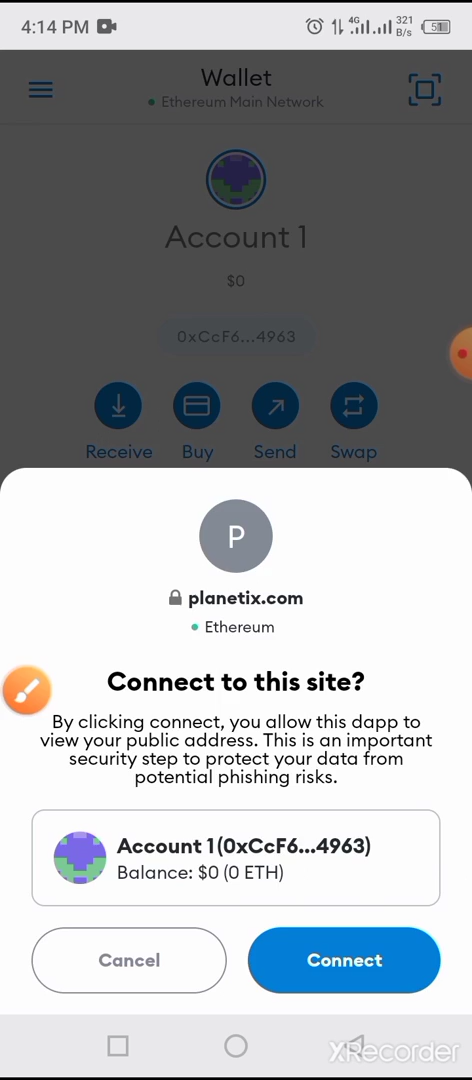 4:14 PM
4G
321
B/s
51
Wallet
Ethereum Main Network
Account 1
$0
0xCcF6...4963
Receive
Buy
Send
Swap
P
planetix.com
Ethereum
Connect to this site?
By clicking connect, you allow this dapp to
view your public address. This is an important
security step to protect your data from
potential phishing risks.
Account 1 (0xCcF6...4963)
Balance: $0 (0 ETH)
Cancel
Connect
XRecorder